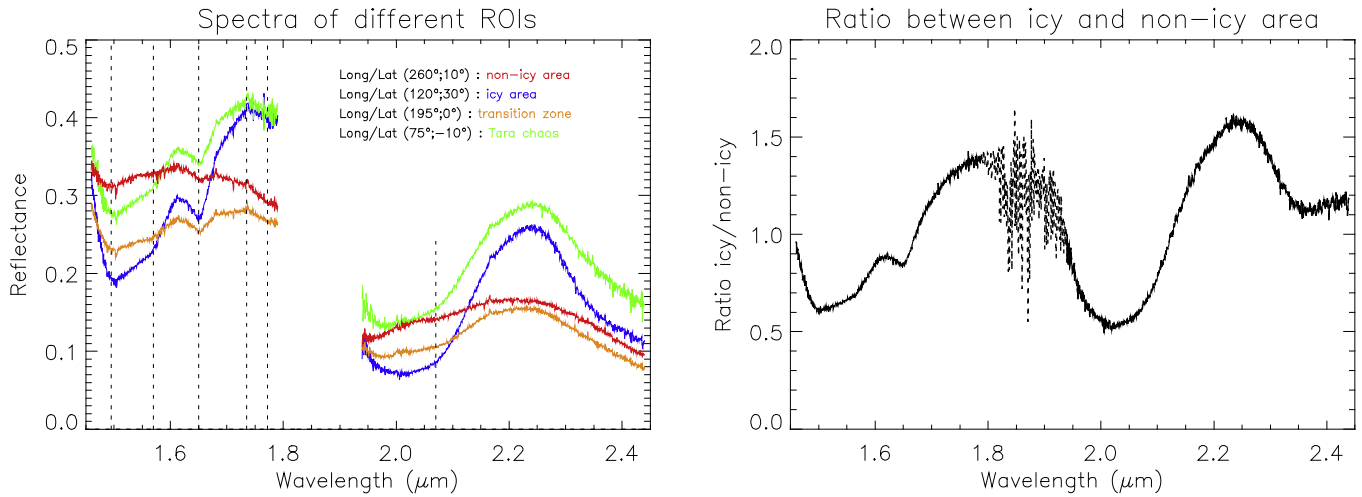 Spectra of different ROIs
0.5
0.4
0.3
0.2
0.1
0.0
Reflectance
Long/Lat (260°;10°) : non-icy area
Long/Lat (120°;30°) : icy area
Long/Lat (195°;0°) : transition zone
Long/Lat (75°;-10°) : Tara chaos
1.6
1.8
2.0
2.2
2.4
Wavelength (μm)
Ratio between icy and non-icy area
2.0
1.5
1.0
0.5
0.0
Ratio icy/non-icy
1.6
1.8
2.0
2.2
2.4
Wavelength (μm)